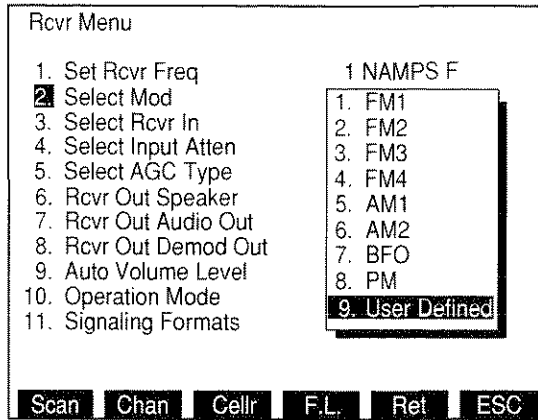 Rcvr Menu
1. Set Rcvr Freq
2. Select Mod
3. Select Rcvr In
4. Select Input Atten
5. Select AGC Type
6. Rcvr Out Speaker
7. Rcvr Out Audio Out
8. Rcvr Out Demod Out
9. Auto Volume Level
10. Operation Mode
11. Signaling Formats
1 NAMPS F
1. FM1
2. FM2
3. FM3
4. FM4
5. AM1
6. AM2
7. BFO
8. PM
9. User Defined
Scan Chan Cellr F.L. Ret ESC